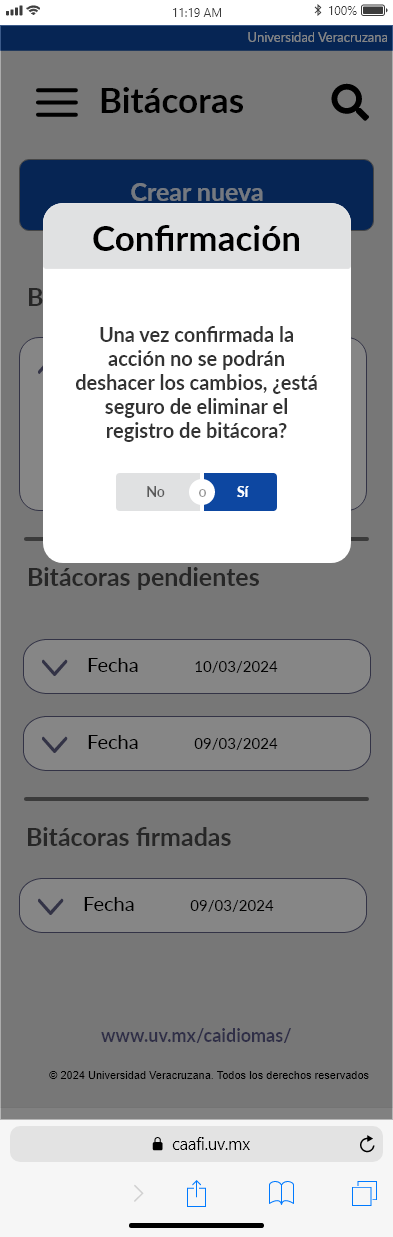 11:19 AM
100%
Universidad Veracruzana
Bitácoras
Crear nueva
Confirmación
B
Una vez confirmada la
acción no se podrán
deshacer los cambios, ¿está
seguro de eliminar el
registro de bitácora?
No o Sí
Bitácoras pendientes
Fecha 10/03/2024
Fecha 09/03/2024
Bitácoras firmadas
Fecha 09/03/2024
www.uv.mx/caidiomas/
© 2024 Universidad Veracruzana. Todos los derechos reservados
caafi.uv.mx